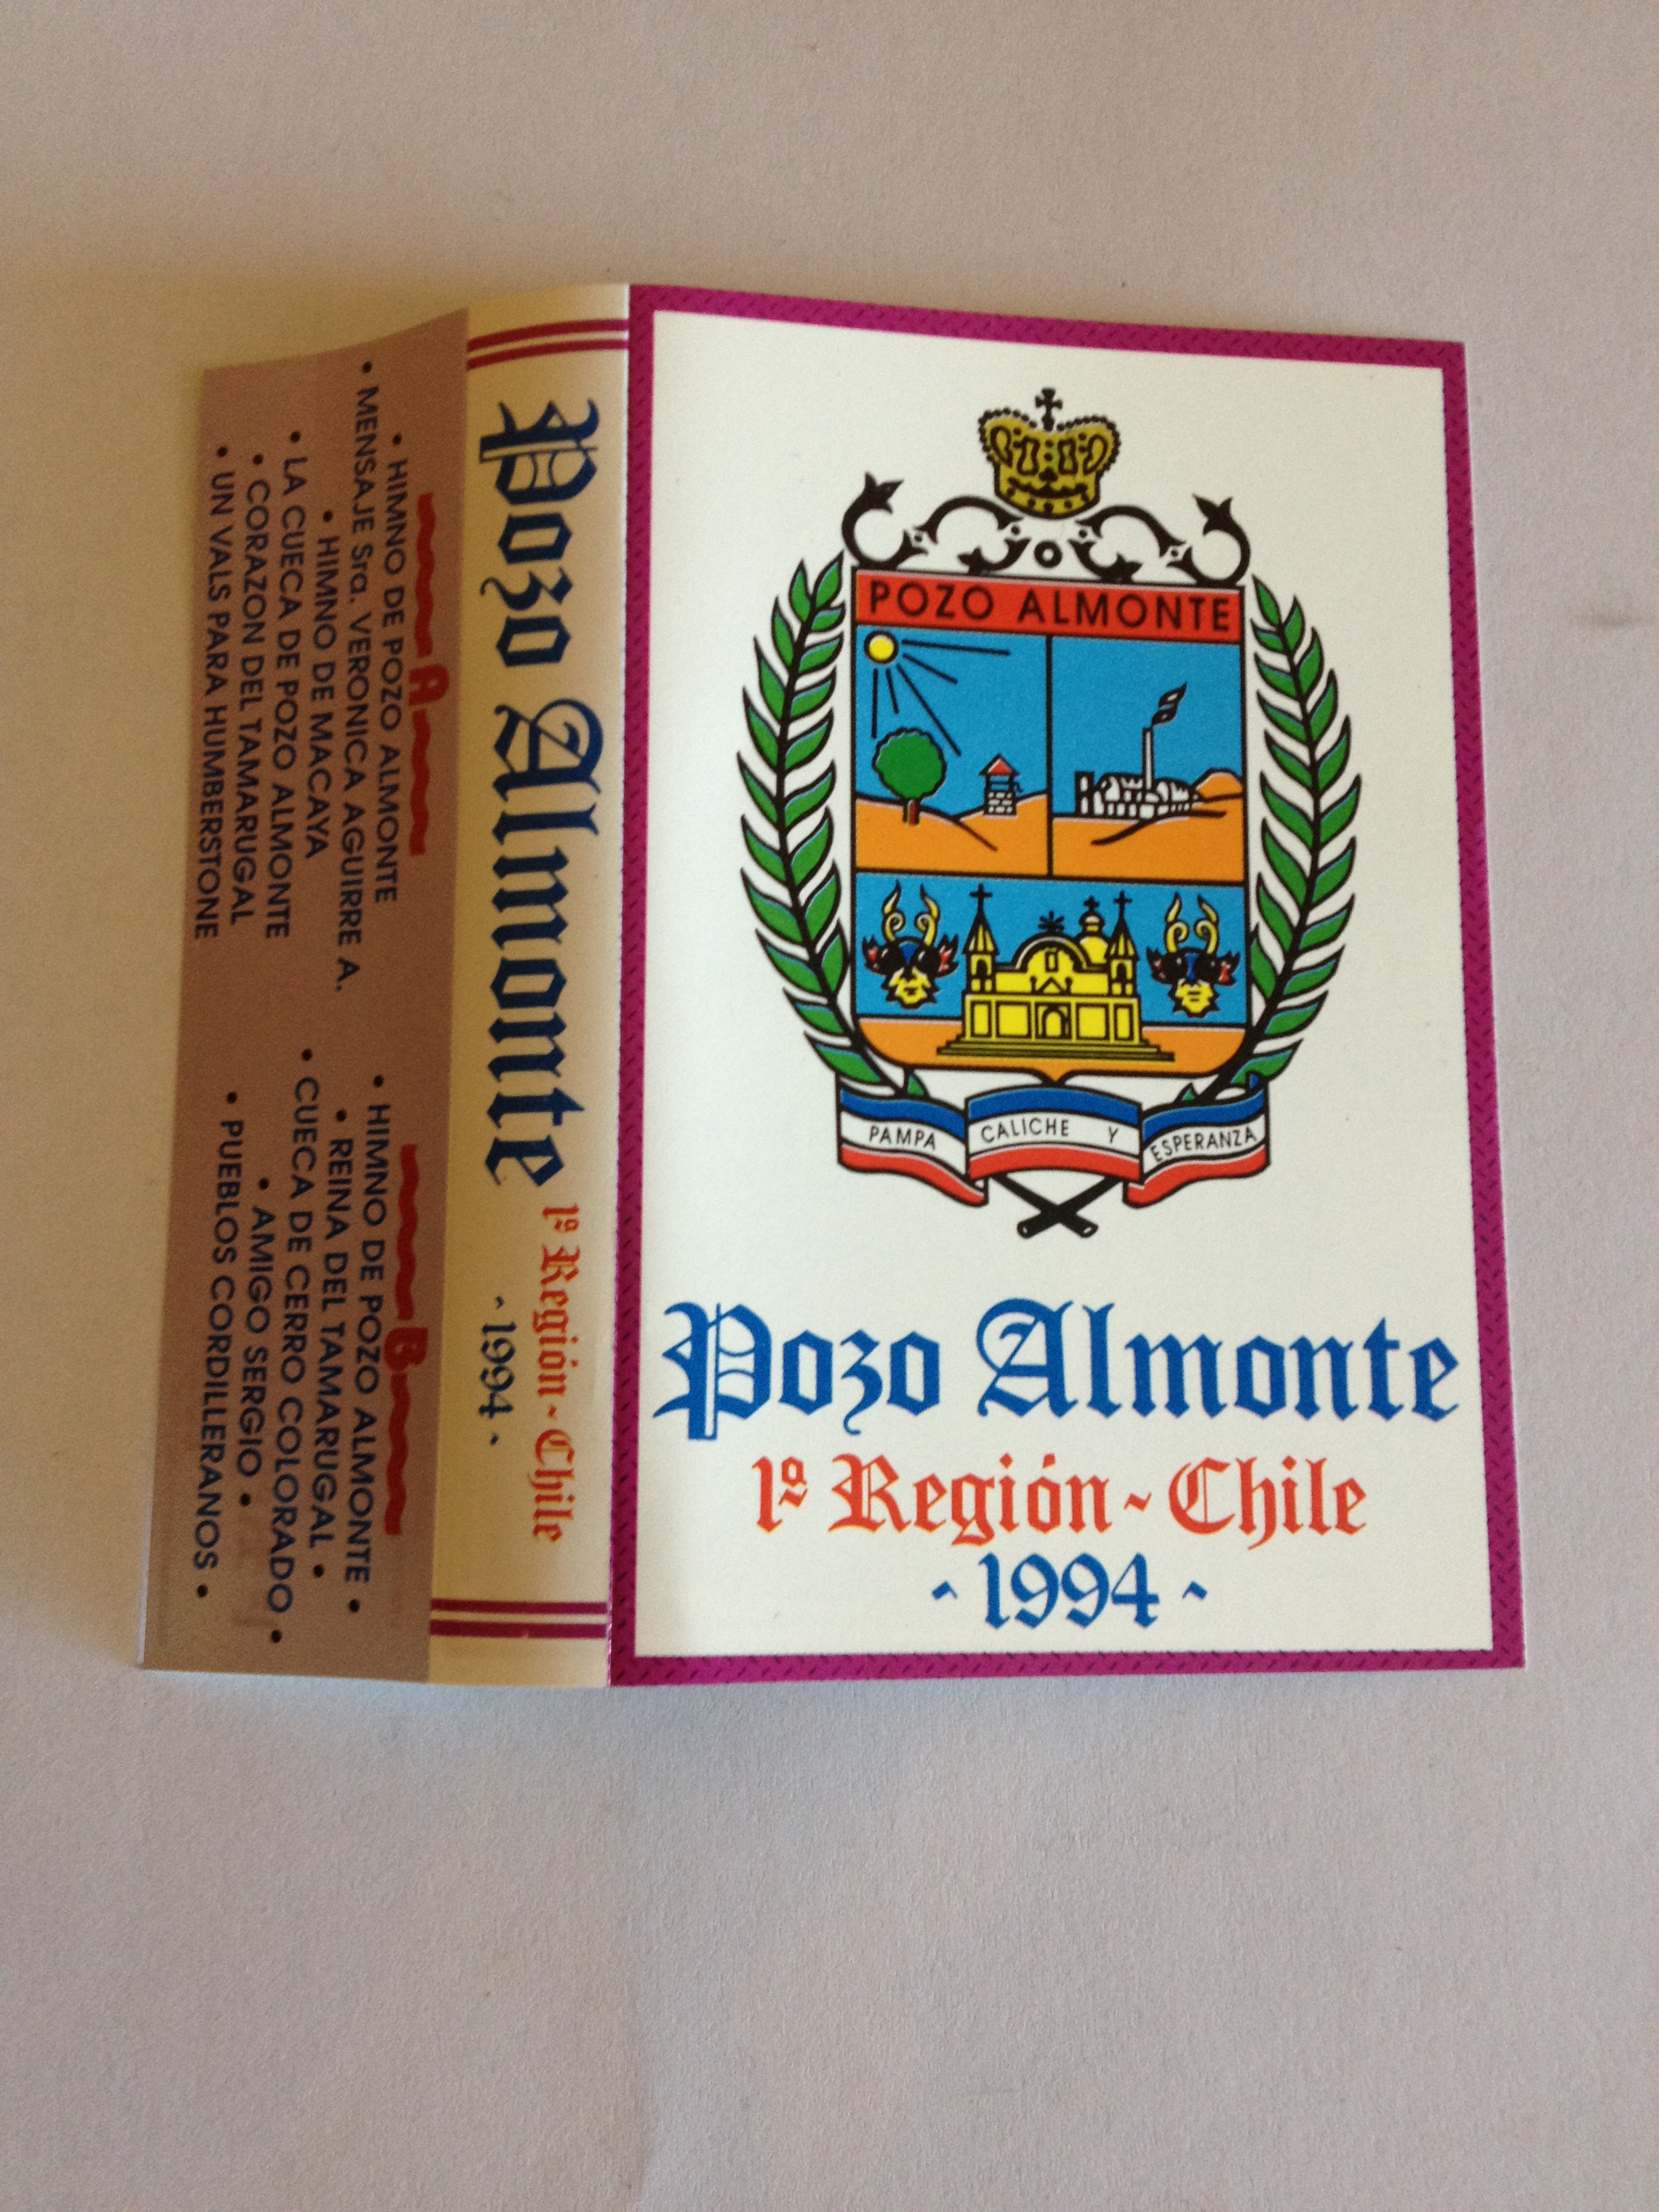 POZO ALMONTE
PAMPA CALICHE Y ESPERANZA
Pozo Almonte
1º Región - Chile
- 1994 -
Pozo Almonte
1º Región - Chile
- 1994 -
A
• HIMNO DE POZO ALMONTE
• MENSAJE Sra. VERONICA AGUIRRE A.
• HIMNO DE MACAYA
• LA CUECA DE POZO ALMONTE
• CORAZON DEL TAMARUGAL
• UN VALS PARA HUMBERSTONE
B
• HIMNO DE POZO ALMONTE •
• REINA DEL TAMARUGAL •
• CUECA DE CERRO COLORADO •
• AMIGO SERGIO •
• PUEBLOS CORDILLERANOS •